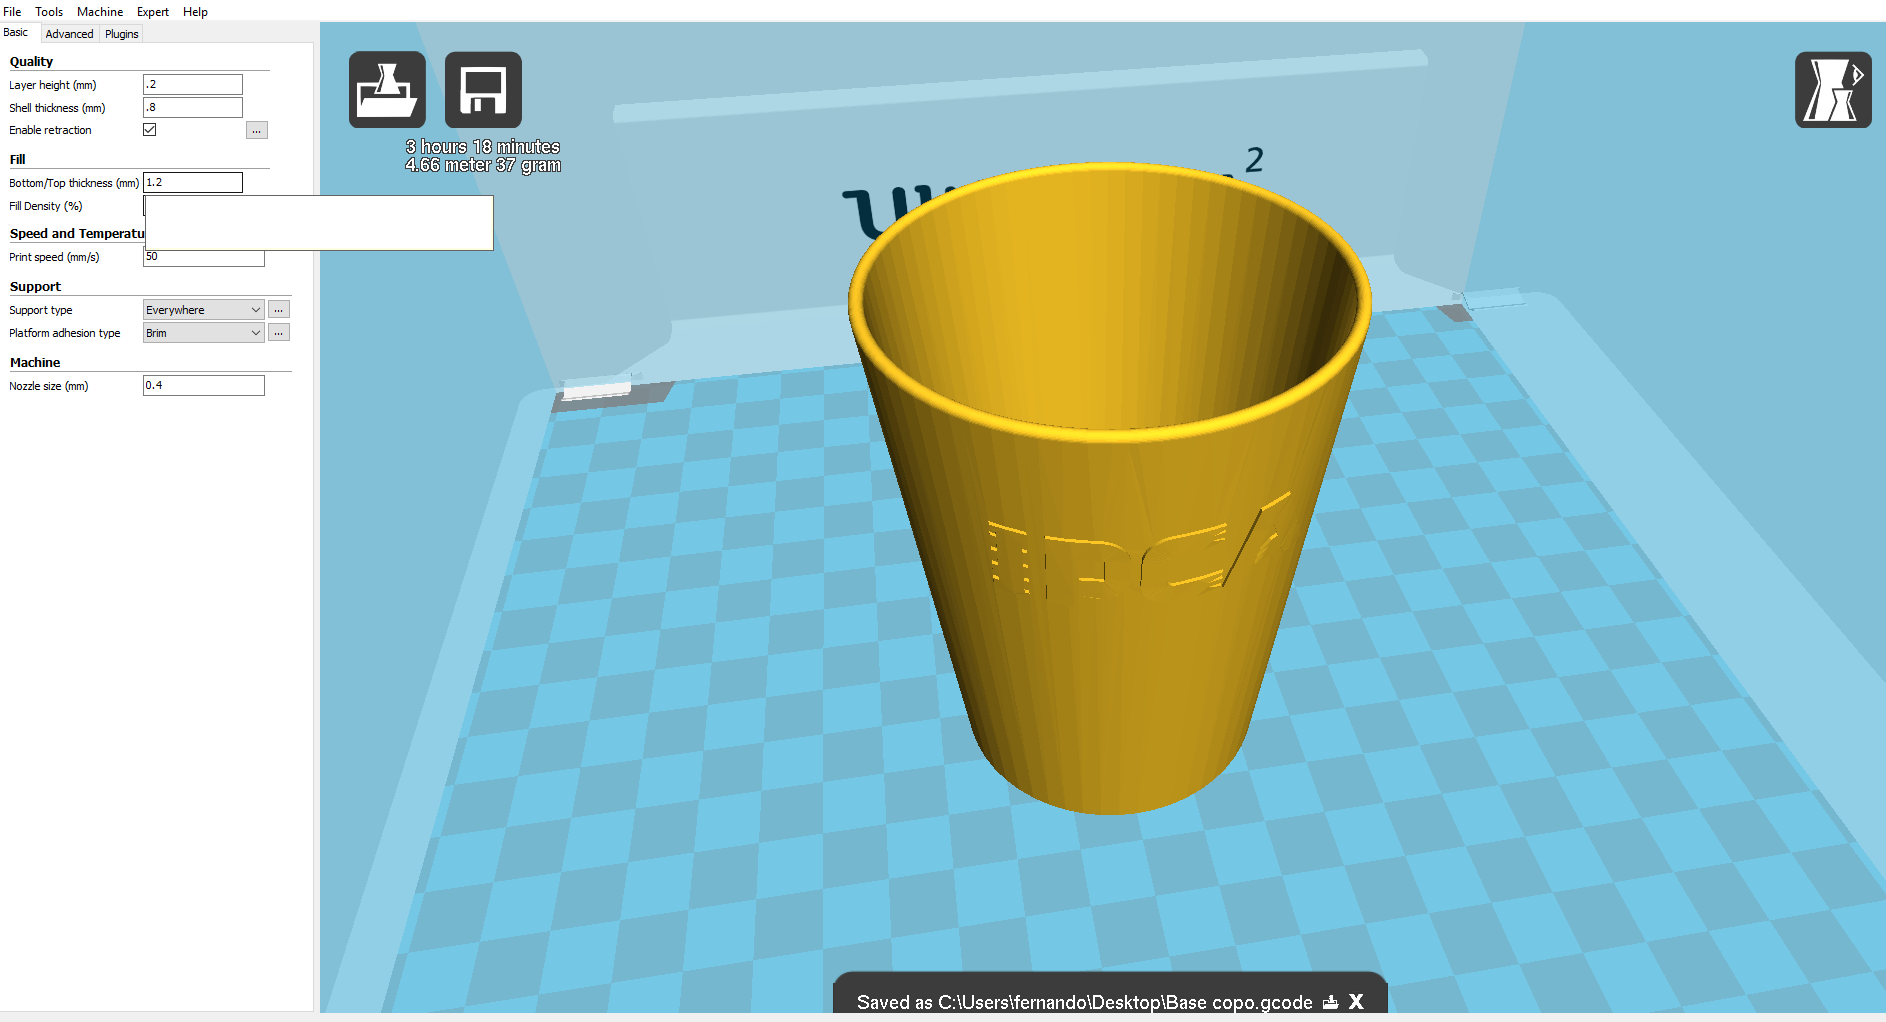 File Tools Machine Expert Help
Basic Advanced Plugins
Quality
Layer height (mm) .2
Shell thickness (mm) .8
Enable retraction ...
Fill
Bottom/Top thickness (mm) 1.2
Fill Density (%)
Speed and Temperatu
Print speed (mm/s) 50
Support
Support type Everywhere ...
Platform adhesion type Brim ...
Machine
Nozzle size (mm) 0.4
3 hours 18 minutes
4.66 meter 37 gram
2
Saved as C:\Users\fernando\Desktop\Base copo.gcode X